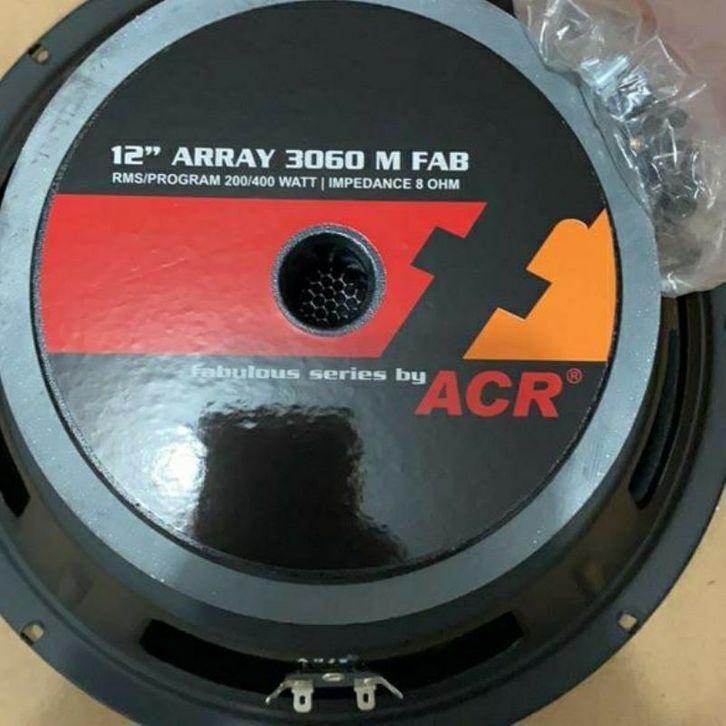 12” ARRAY 3060 M FAB
RMS/PROGRAM 200/400 WATT | IMPEDANCE 8 OHM
fabulous series by ACR®